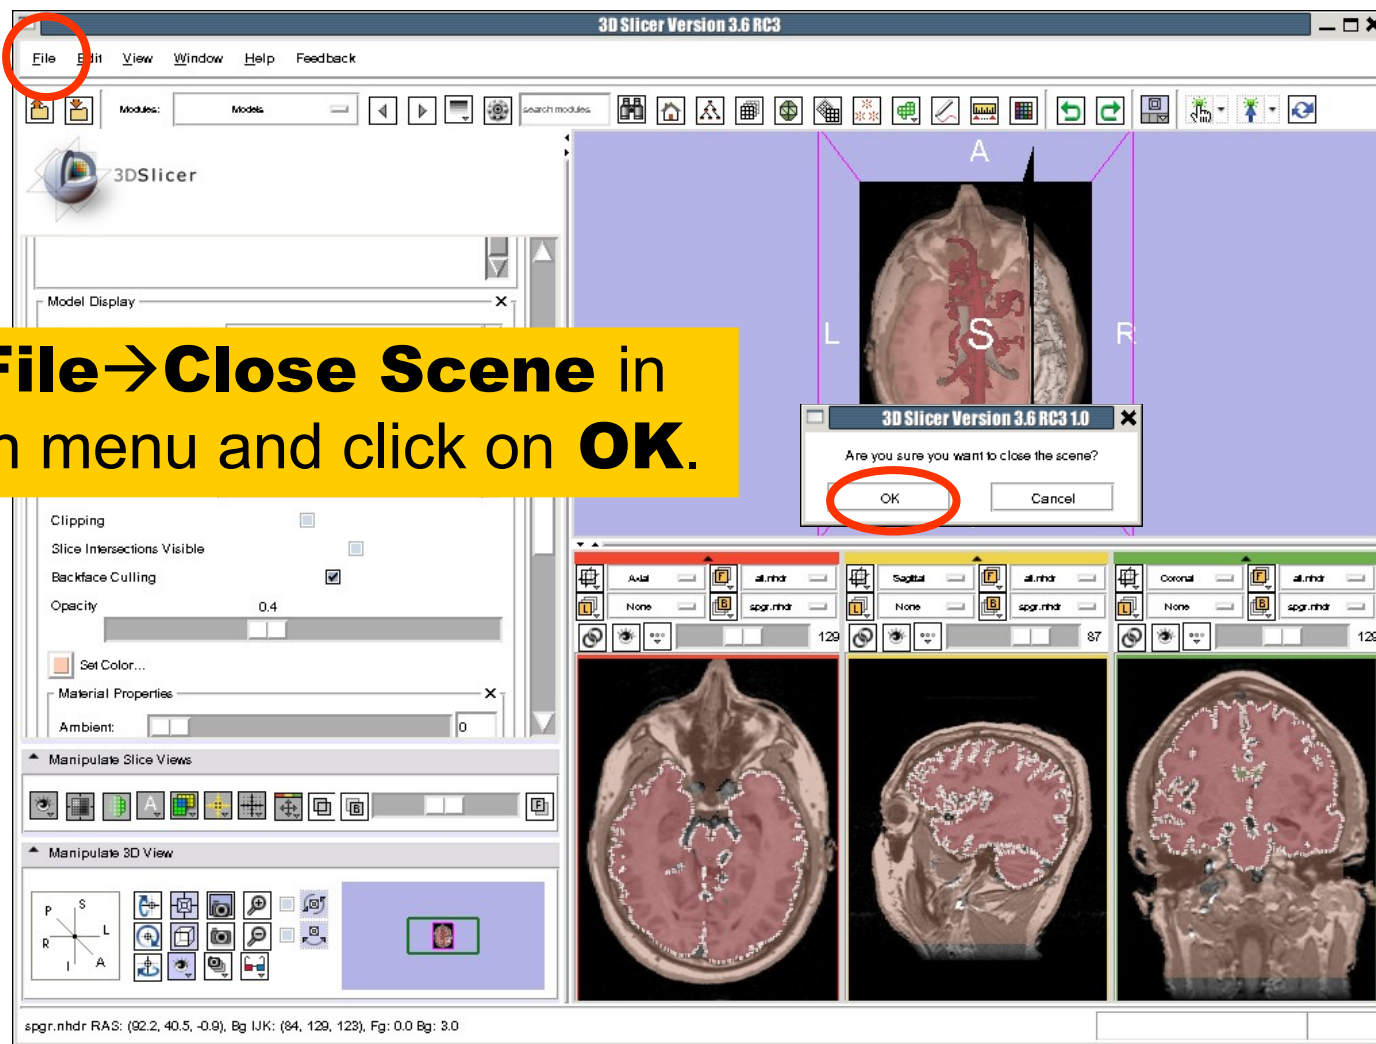 3D Slicer Version 3.6 RC3
File Edit View Window Help Feedback
Modules: Models search modules
3DSlicer
Model Display
File→Close Scene in
n menu and click on OK.
Clipping
Slice Intersections Visible
Backface Culling
Opacity 0.4
Set Color...
Material Properties
Ambient: 0
Manipulate Slice Views
A
F
B
Manipulate 3D View
P S
R L
I A
A
L S R
3D Slicer Version 3.6 RC3 1.0
Are you sure you want to close the scene?
OK Cancel
Axial F all.nhdr
L None B spgr.nhdr
129
Sagittal F all.nhdr
L None B spgr.nhdr
87
Coronal F all.nhdr
L None B spgr.nhdr
129
spgr.nhdr RAS: (92.2, 40.5, -0.9), Bg IJK: (84, 129, 123), Fg: 0.0 Bg: 3.0